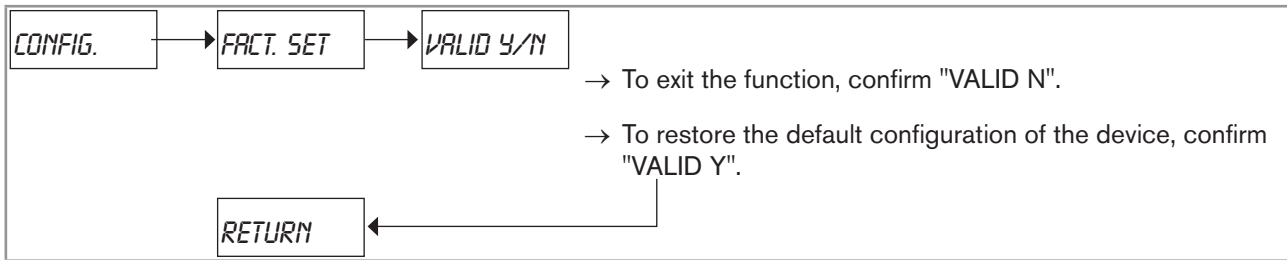 CONFIG. FACT. SET VALID Y/N
→ To exit the function, confirm "VALID N".
→ To restore the default configuration of the device, confirm
"VALID Y".
RETURN